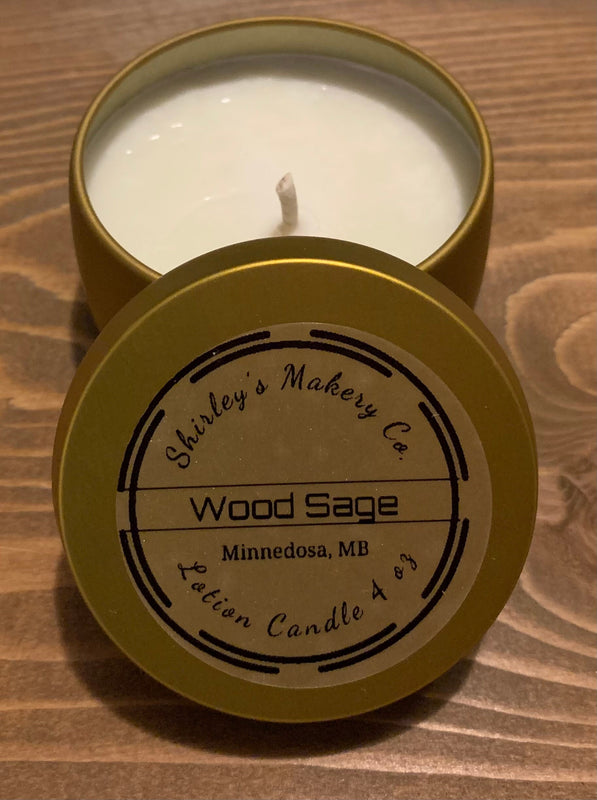 Shirley's Makery Co.
Wood Sage
Minnedosa, MB
Lotion Candle 4 oz